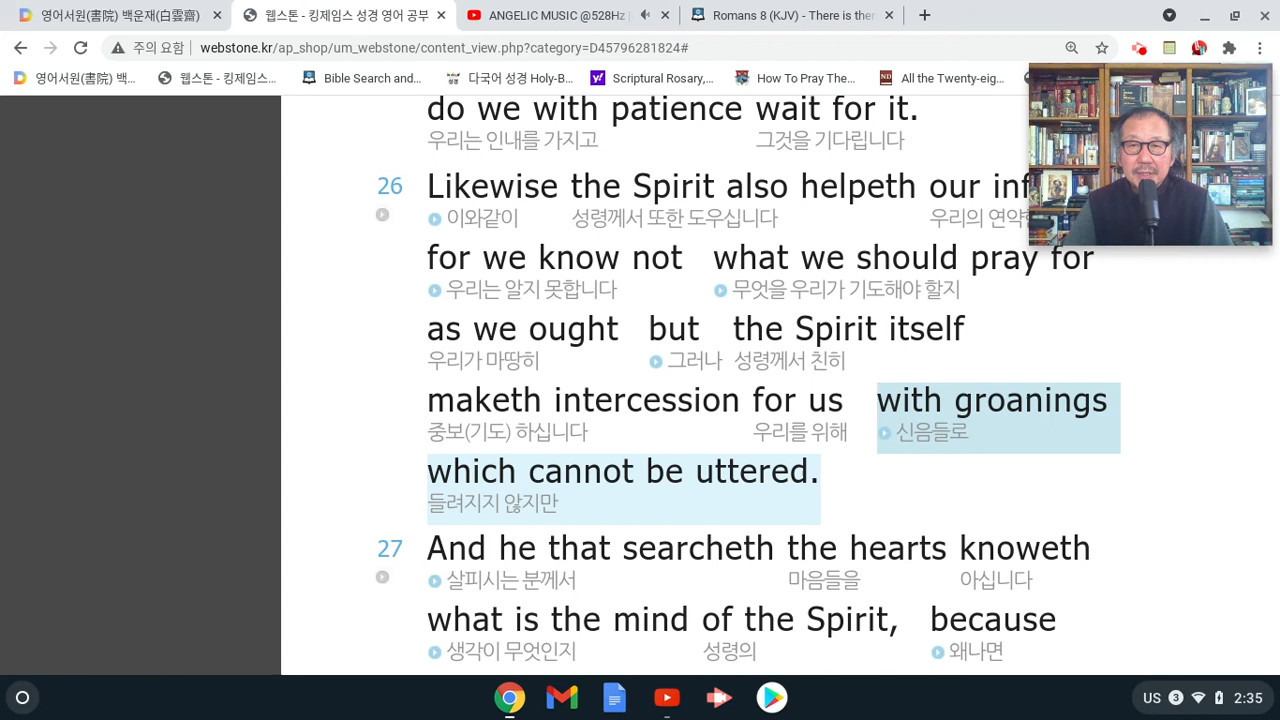 영어서원(書院) 백운재(白雲齋)
웹스톤 - 킹제임스 성경 영어 공부
ANGELIC MUSIC @528Hz
Romans 8 (KJV) - There is ther
주의 요함
webstone.kr/ap_shop/um_webstone/content_view.php?category=D45796281824#
영어서원(書院) 백...
웹스톤 - 킹제임스...
Bible Search and...
다국어 성경 Holy-B...
Scriptural Rosary,...
How To Pray The...
All the Twenty-eig...
do we with patience wait for it.
우리는 인내를 가지고 그것을 기다립니다
26 Likewise the Spirit also helpeth our inf
이와같이 성령께서 또한 도우십니다 우리의
for we know not what we should pray for
우리는 알지 못합니다 무엇을 우리가 기도해야 할지
as we ought but the Spirit itself
우리가 마땅히 그러나 성령께서 친히
maketh intercession for us with groanings
중보(기도) 하십니다 우리를 위해 신음들로
which cannot be uttered.
들려지지 않지만
27 And he that searcheth the hearts knoweth
살피시는 분께서 마음들을 아십니다
what is the mind of the Spirit, because
생각이 무엇인지 성령의 왜냐면
US 3 2:35